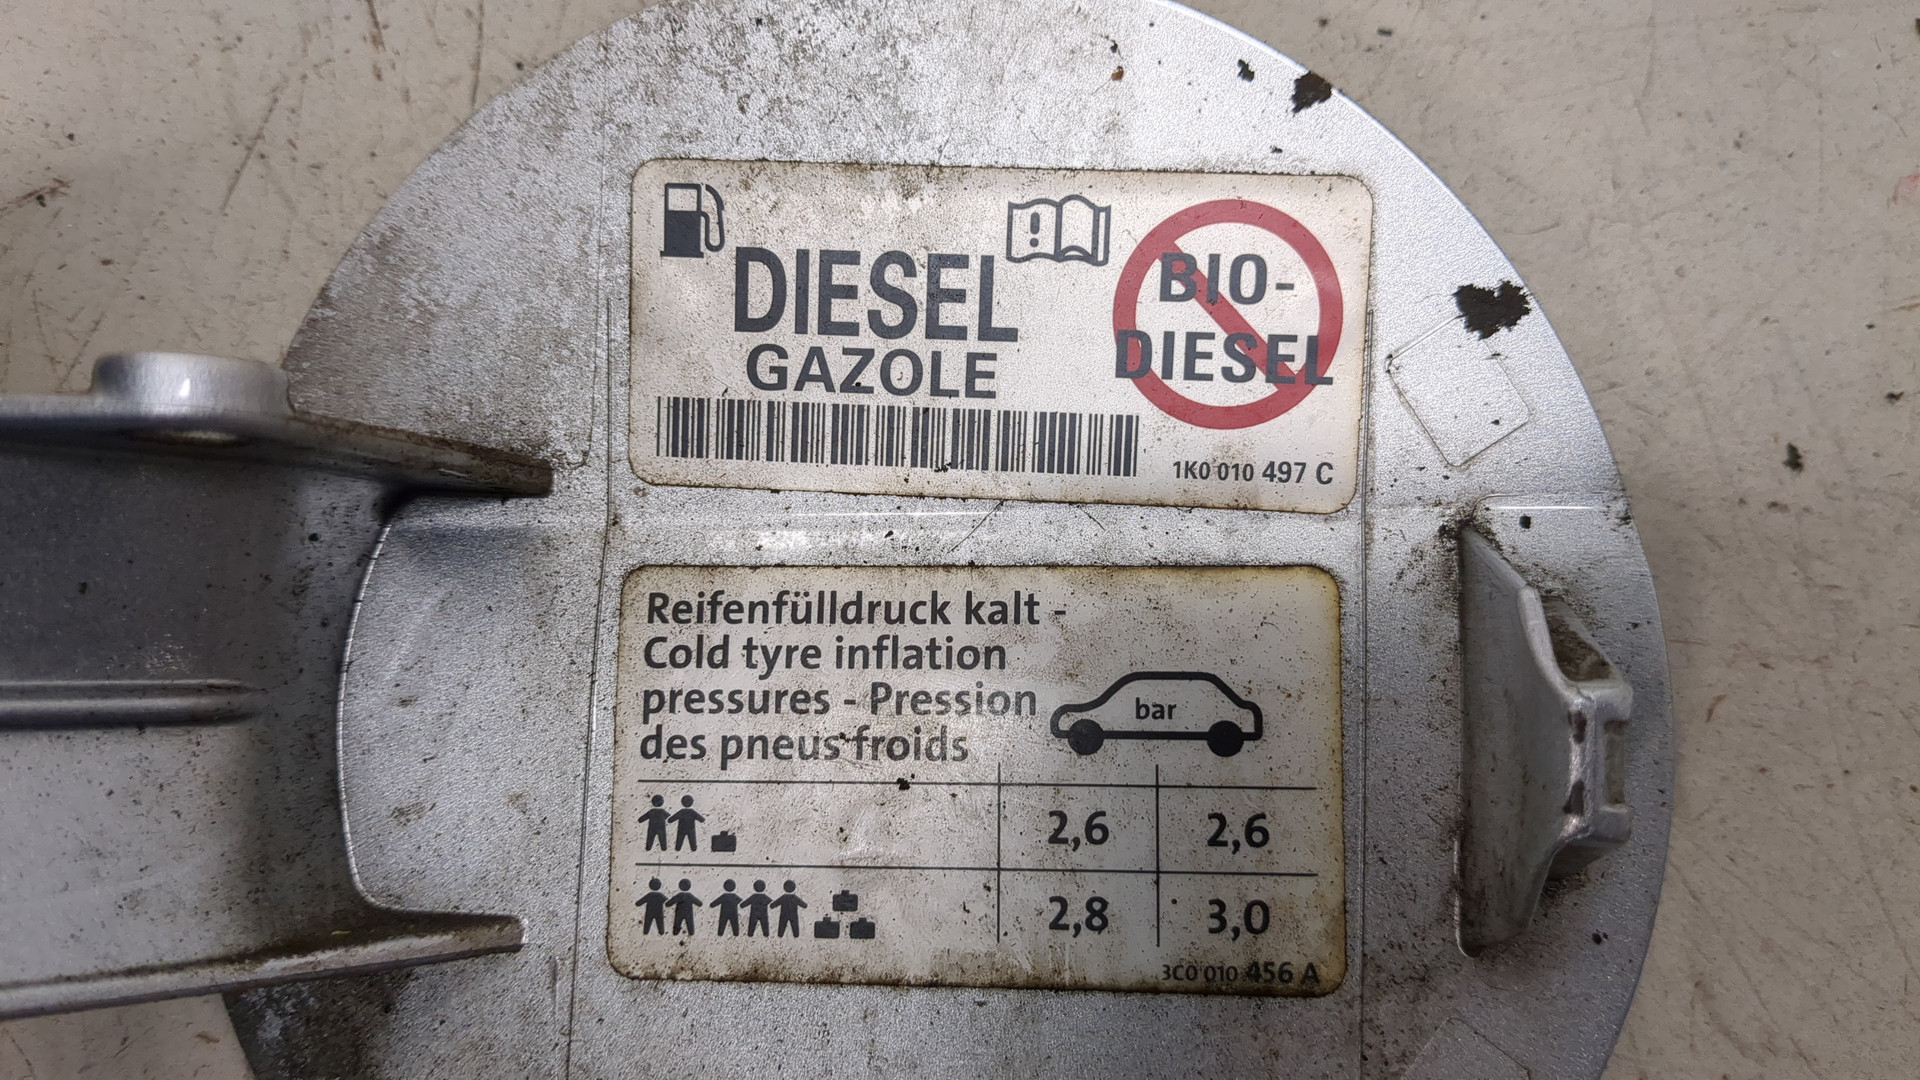 DIESEL
GAZOLE
BIO-
DIESEL
1K0 010 497 C
Reifenfülldruck kalt -
Cold tyre inflation
pressures - Pression
des pneus froids
bar
2,6 2,6
2,8 3,0
3C0 010 456 A